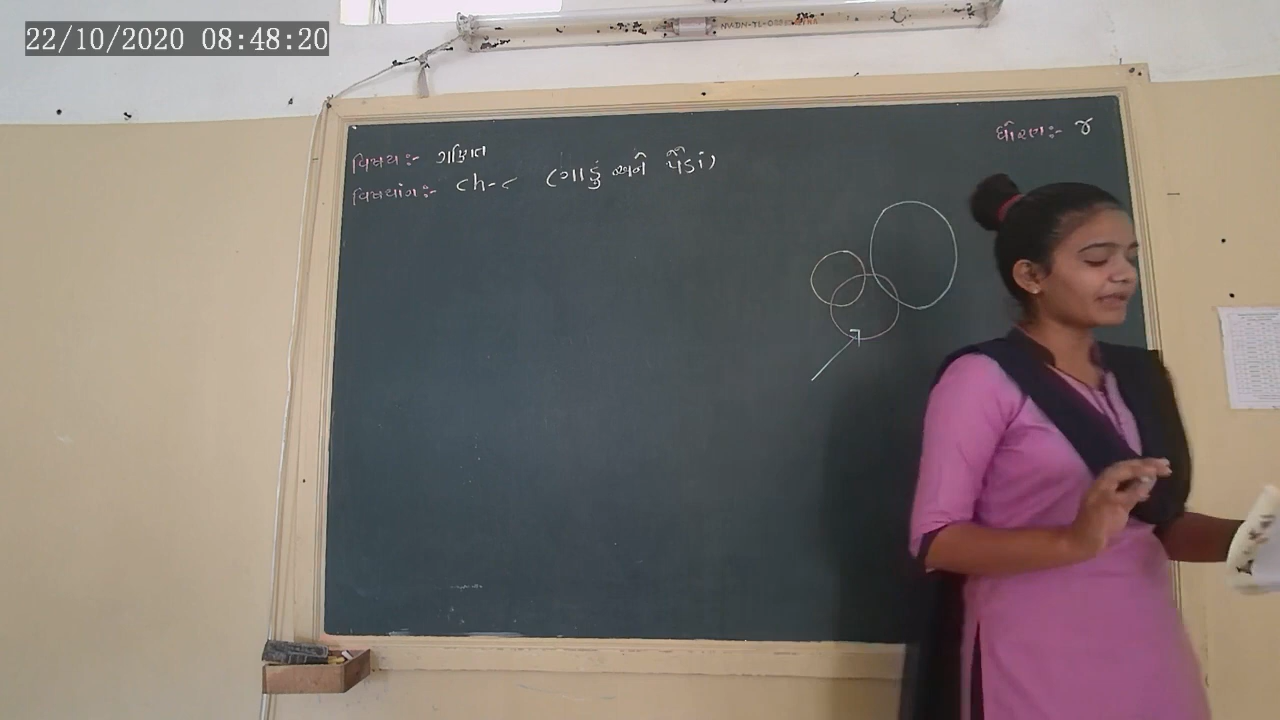 22/10/2020 08:48:20
વિષય:- ગણિત
ધોરણ:- ૪
વિષયાંગ:- ch-૮ (ગાડું અને પૈડાં)